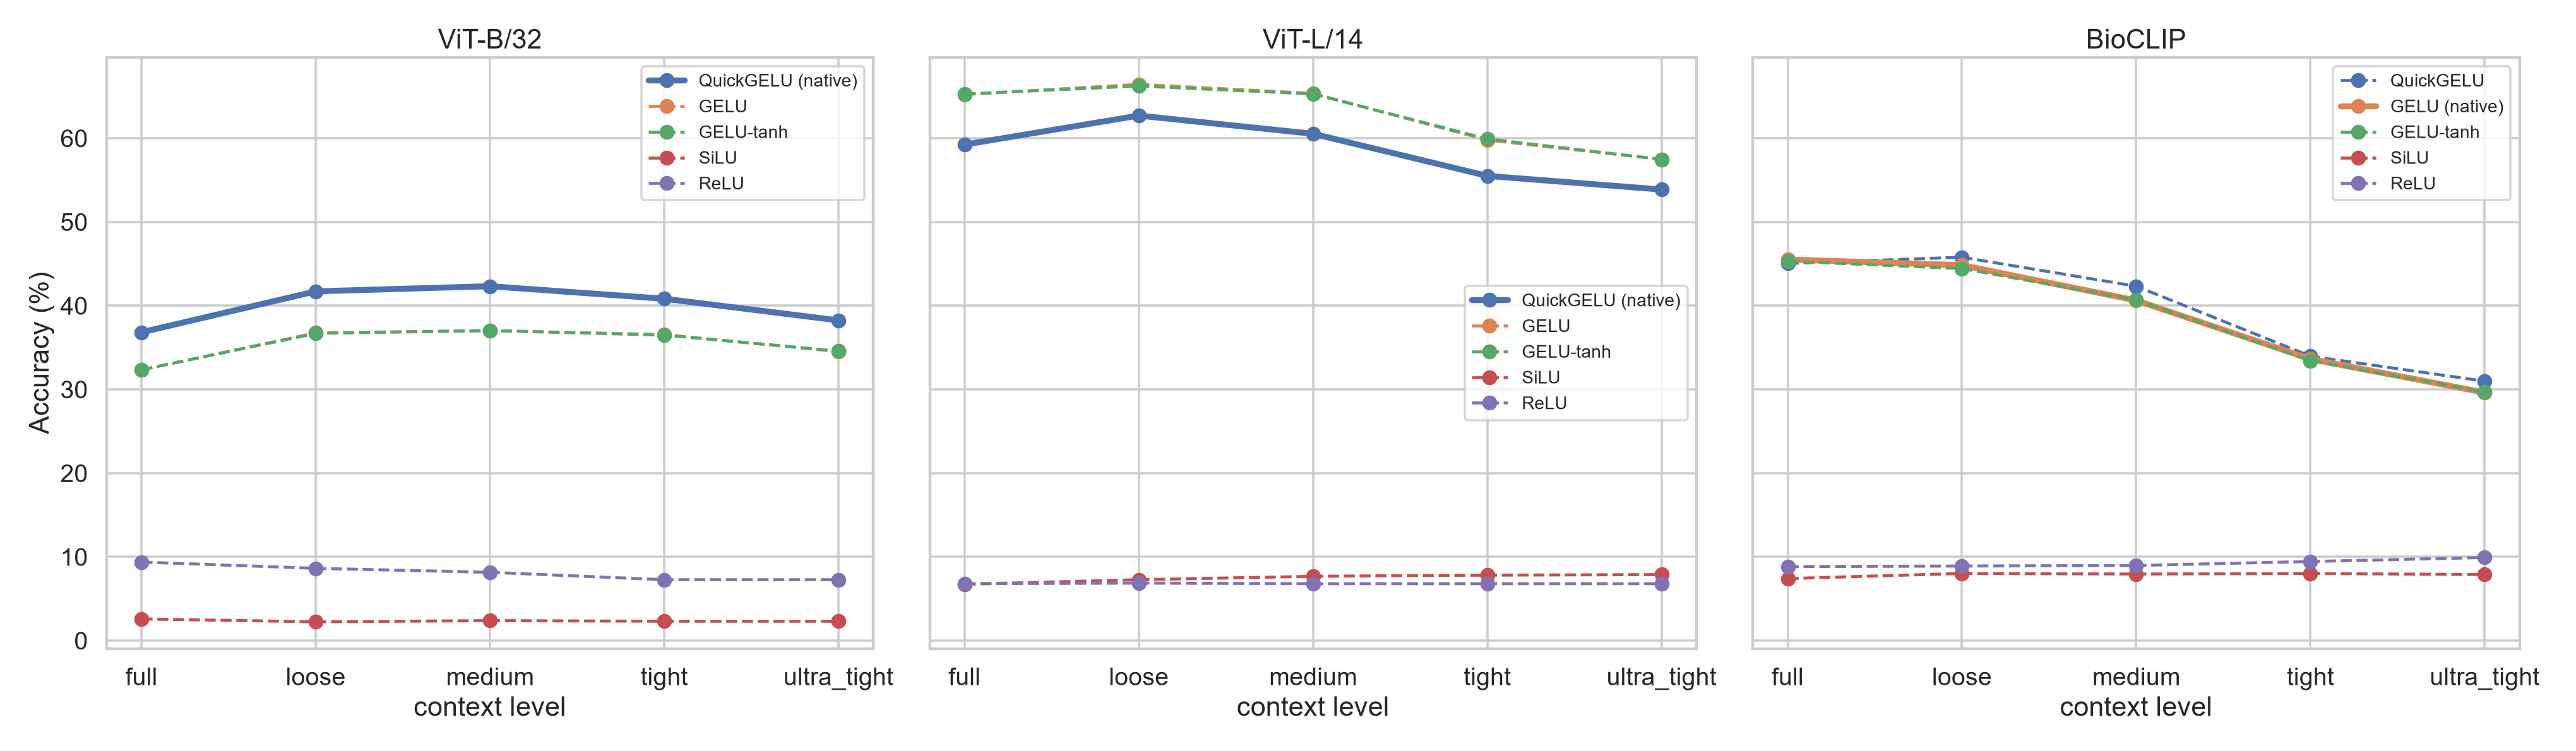 ViT-B/32
ViT-L/14
BioCLIP
Accuracy (%)
60
50
40
30
20
10
0
QuickGELU (native)
GELU
GELU-tanh
SiLU
ReLU
QuickGELU (native)
GELU
GELU-tanh
SiLU
ReLU
QuickGELU
GELU (native)
GELU-tanh
SiLU
ReLU
full loose medium tight ultra_tight
context level
full loose medium tight ultra_tight
context level
full loose medium tight ultra_tight
context level